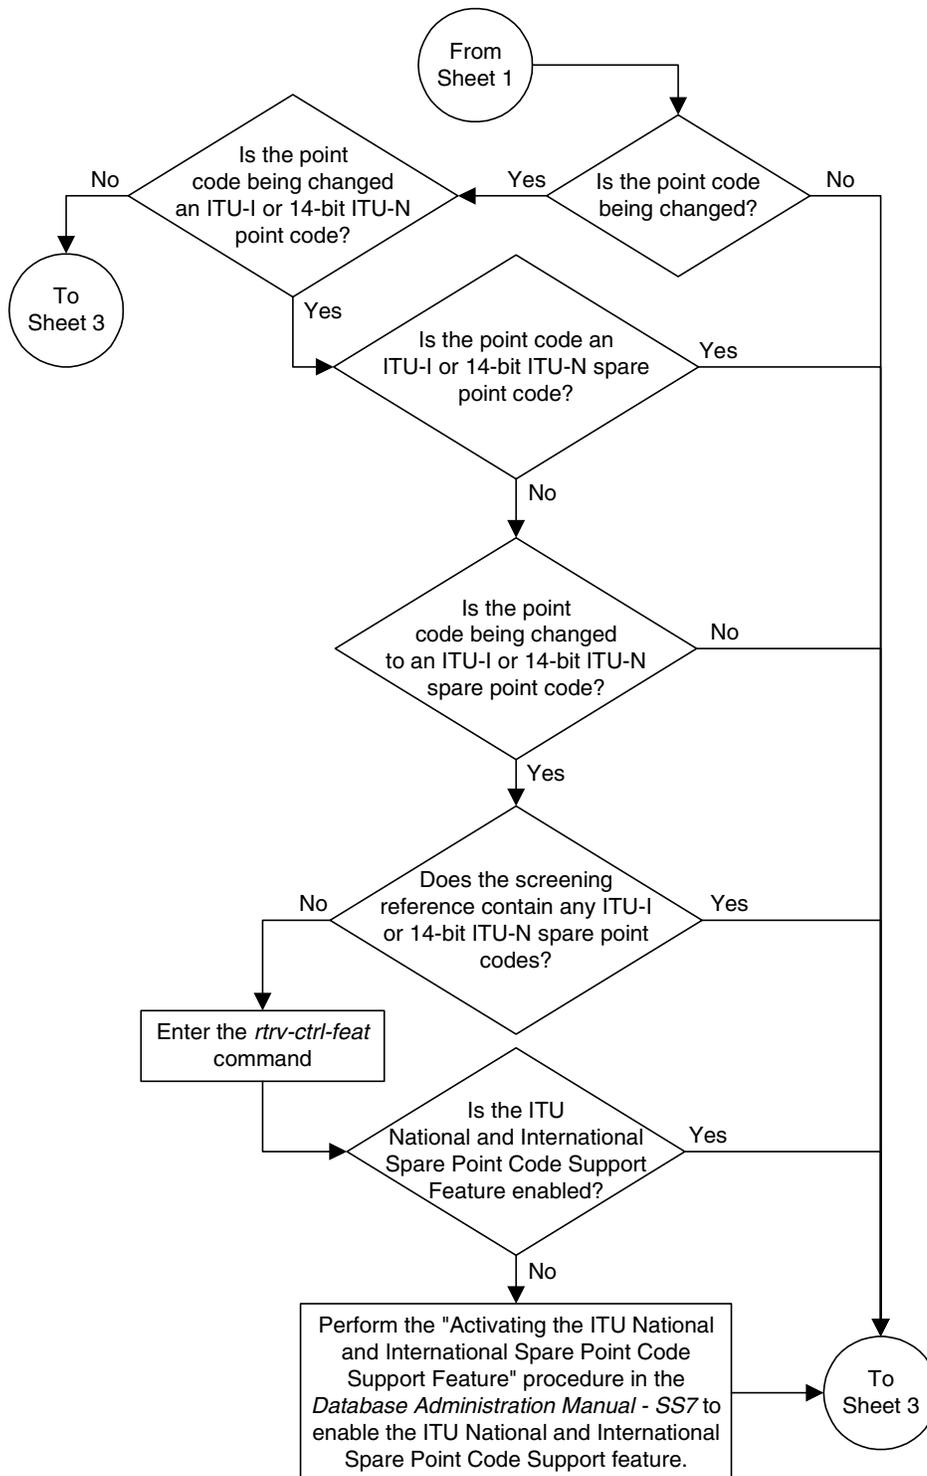 From
Sheet 1
Is the point
code being changed
an ITU-I or 14-bit ITU-N
point code?
No
Yes
Is the point code
being changed?
No
To
Sheet 3
Yes
Is the point code an
ITU-I or 14-bit ITU-N spare
point code?
Yes
No
Is the point
code being changed
to an ITU-I or 14-bit ITU-N
spare point code?
No
Yes
Does the screening
reference contain any ITU-I
or 14-bit ITU-N spare point
codes?
No
Yes
Enter the rtrv-ctrl-feat
command
Is the ITU
National and International
Spare Point Code Support
Feature enabled?
Yes
No
Perform the "Activating the ITU National
and International Spare Point Code
Support Feature" procedure in the
Database Administration Manual - SS7 to
enable the ITU National and International
Spare Point Code Support feature.
To
Sheet 3